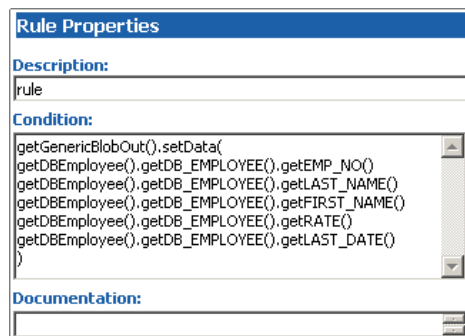 Rule Properties
Description:
rule
Condition:
getGenericBlobOut().setData(
getDBEmployee().getDB_EMPLOYEE().getEMP_NO()
getDBEmployee().getDB_EMPLOYEE().getLAST_NAME()
getDBEmployee().getDB_EMPLOYEE().getFIRST_NAME()
getDBEmployee().getDB_EMPLOYEE().getRATE()
getDBEmployee().getDB_EMPLOYEE().getLAST_DATE()
)
Documentation: